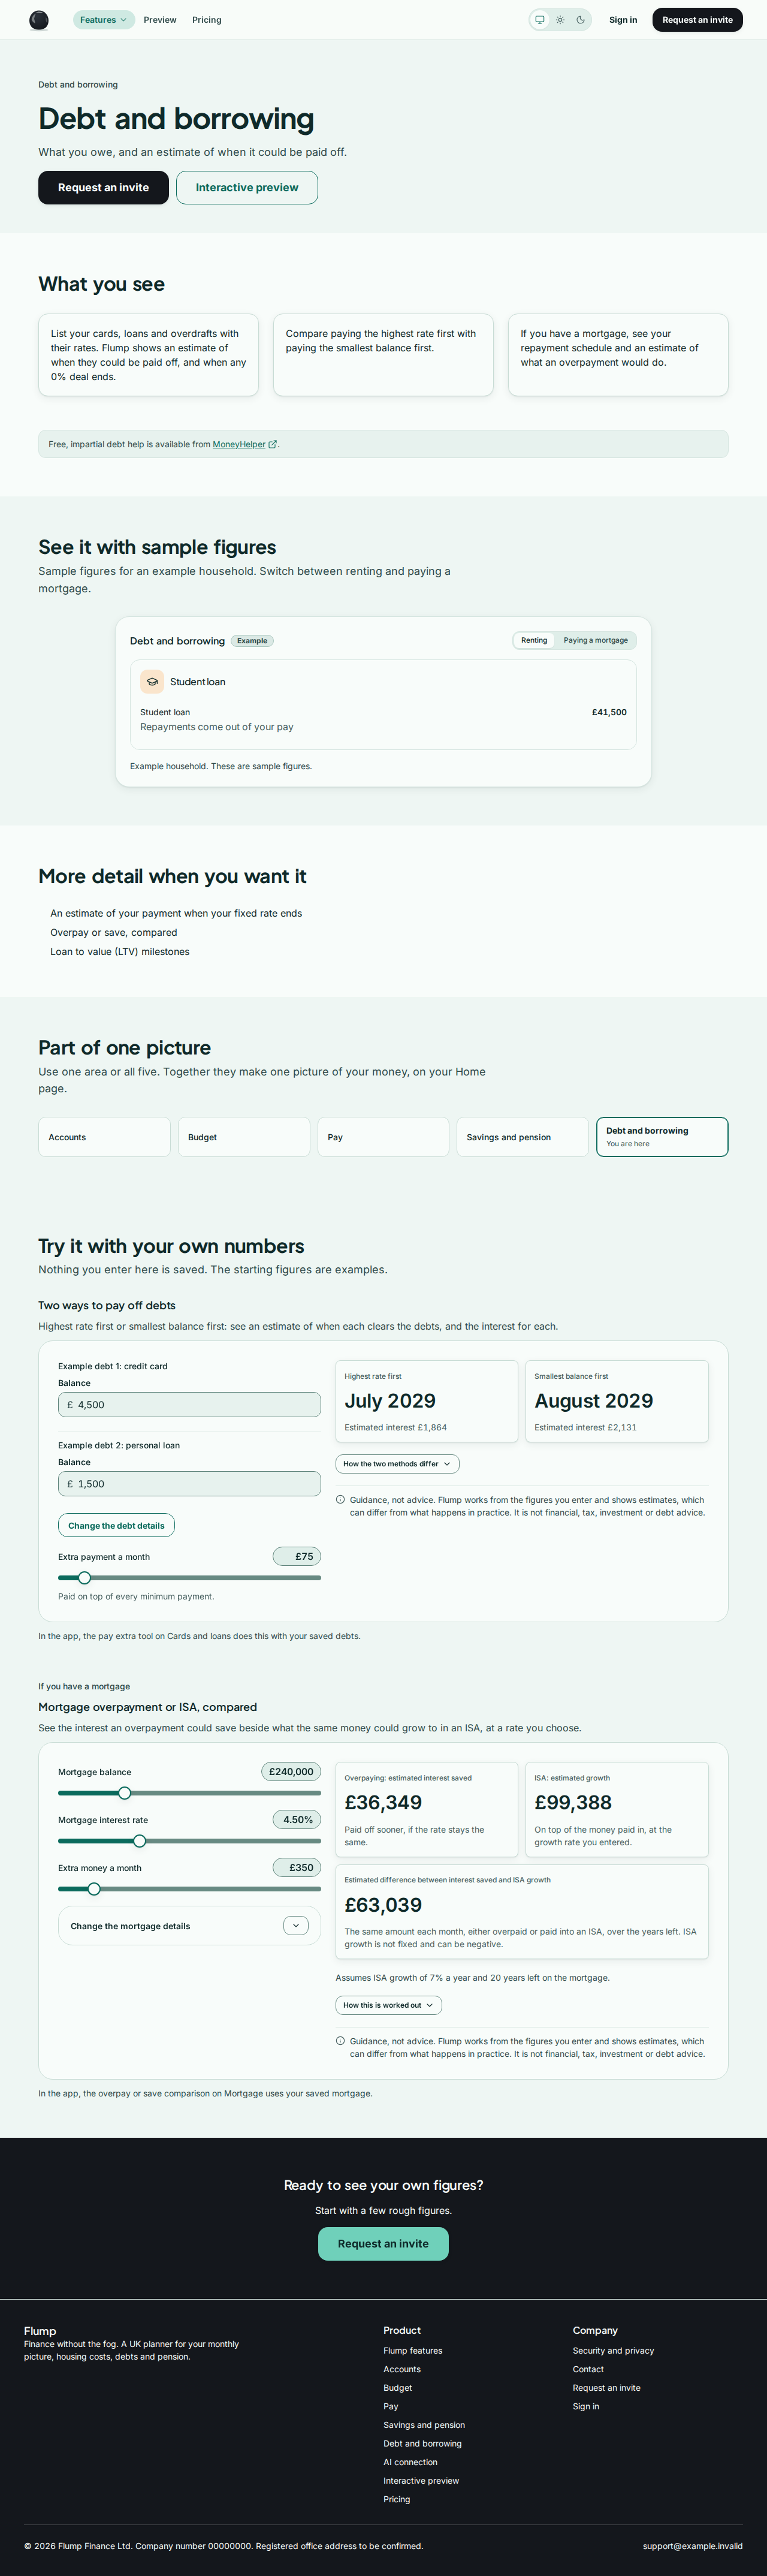 Features
Preview
Pricing
Sign in
Request an invite
Debt and borrowing
Debt and borrowing
What you owe, and an estimate of when it could be paid off.
Request an invite
Interactive preview
What you see
List your cards, loans and overdrafts with
their rates. Flump shows an estimate of
when they could be paid off, and when any
0% deal ends.
Compare paying the highest rate first with
paying the smallest balance first.
If you have a mortgage, see your
repayment schedule and an estimate of
what an overpayment would do.
Free, impartial debt help is available from MoneyHelper.
See it with sample figures
Sample figures for an example household. Switch between renting and paying a
mortgage.
Debt and borrowing
Example
Renting
Paying a mortgage
Student loan
Student loan
£41,500
Repayments come out of your pay
Example household. These are sample figures.
More detail when you want it
An estimate of your payment when your fixed rate ends
Overpay or save, compared
Loan to value (LTV) milestones
Part of one picture
Use one area or all five. Together they make one picture of your money, on your Home
page.
Accounts
Budget
Pay
Savings and pension
Debt and borrowing
You are here
Try it with your own numbers
Nothing you enter here is saved. The starting figures are examples.
Two ways to pay off debts
Highest rate first or smallest balance first: see an estimate of when each clears the debts, and the interest for each.
Example debt 1: credit card
Balance
£ 4,500
Example debt 2: personal loan
Balance
£ 1,500
Change the debt details
Extra payment a month
£75
Paid on top of every minimum payment.
Highest rate first
July 2029
Estimated interest £1,864
Smallest balance first
August 2029
Estimated interest £2,131
How the two methods differ
Guidance, not advice. Flump works from the figures you enter and shows estimates, which
can differ from what happens in practice. It is not financial, tax, investment or debt advice.
In the app, the pay extra tool on Cards and loans does this with your saved debts.
If you have a mortgage
Mortgage overpayment or ISA, compared
See the interest an overpayment could save beside what the same money could grow to in an ISA, at a rate you choose.
Mortgage balance
£240,000
Mortgage interest rate
4.50%
Extra money a month
£350
Change the mortgage details
Overpaying: estimated interest saved
£36,349
Paid off sooner, if the rate stays the
same.
ISA: estimated growth
£99,388
On top of the money paid in, at the
growth rate you entered.
Estimated difference between interest saved and ISA growth
£63,039
The same amount each month, either overpaid or paid into an ISA, over the years left. ISA
growth is not fixed and can be negative.
Assumes ISA growth of 7% a year and 20 years left on the mortgage.
How this is worked out
Guidance, not advice. Flump works from the figures you enter and shows estimates, which
can differ from what happens in practice. It is not financial, tax, investment or debt advice.
In the app, the overpay or save comparison on Mortgage uses your saved mortgage.
Ready to see your own figures?
Start with a few rough figures.
Request an invite
Flump
Finance without the fog. A UK planner for your monthly
picture, housing costs, debts and pension.
Product
Flump features
Accounts
Budget
Pay
Savings and pension
Debt and borrowing
AI connection
Interactive preview
Pricing
Company
Security and privacy
Contact
Request an invite
Sign in
© 2026 Flump Finance Ltd. Company number 00000000. Registered office address to be confirmed.
support@example.invalid